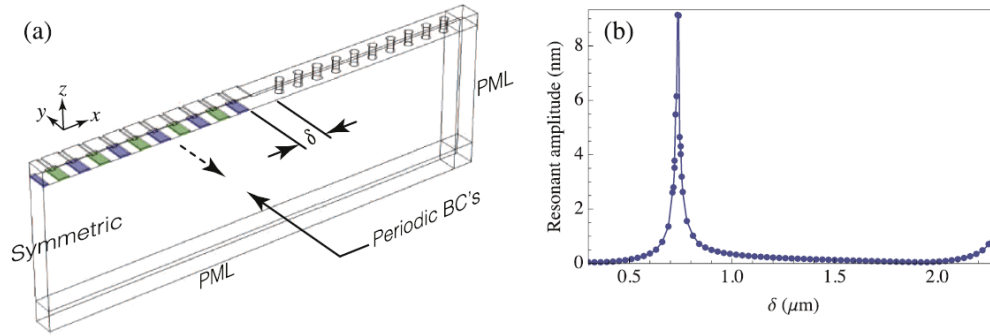 (a)
PML
z
y
x
δ
Symmetric
Periodic BC's
PML
(b)
Resonant amplitude (nm)
8
6
4
2
0
0.5
1.0
1.5
2.0
δ (μm)